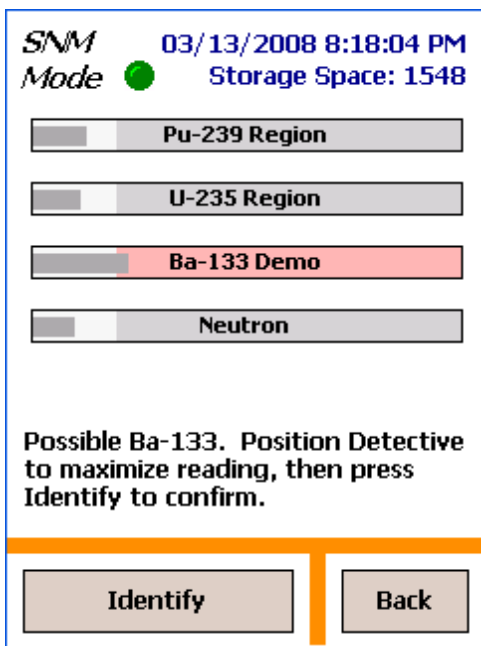 SNM 03/13/2008 8:18:04 PM
Mode Storage Space: 1548
Pu-239 Region
U-235 Region
Ba-133 Demo
Neutron
Possible Ba-133. Position Detective
to maximize reading, then press
Identify to confirm.
Identify Back